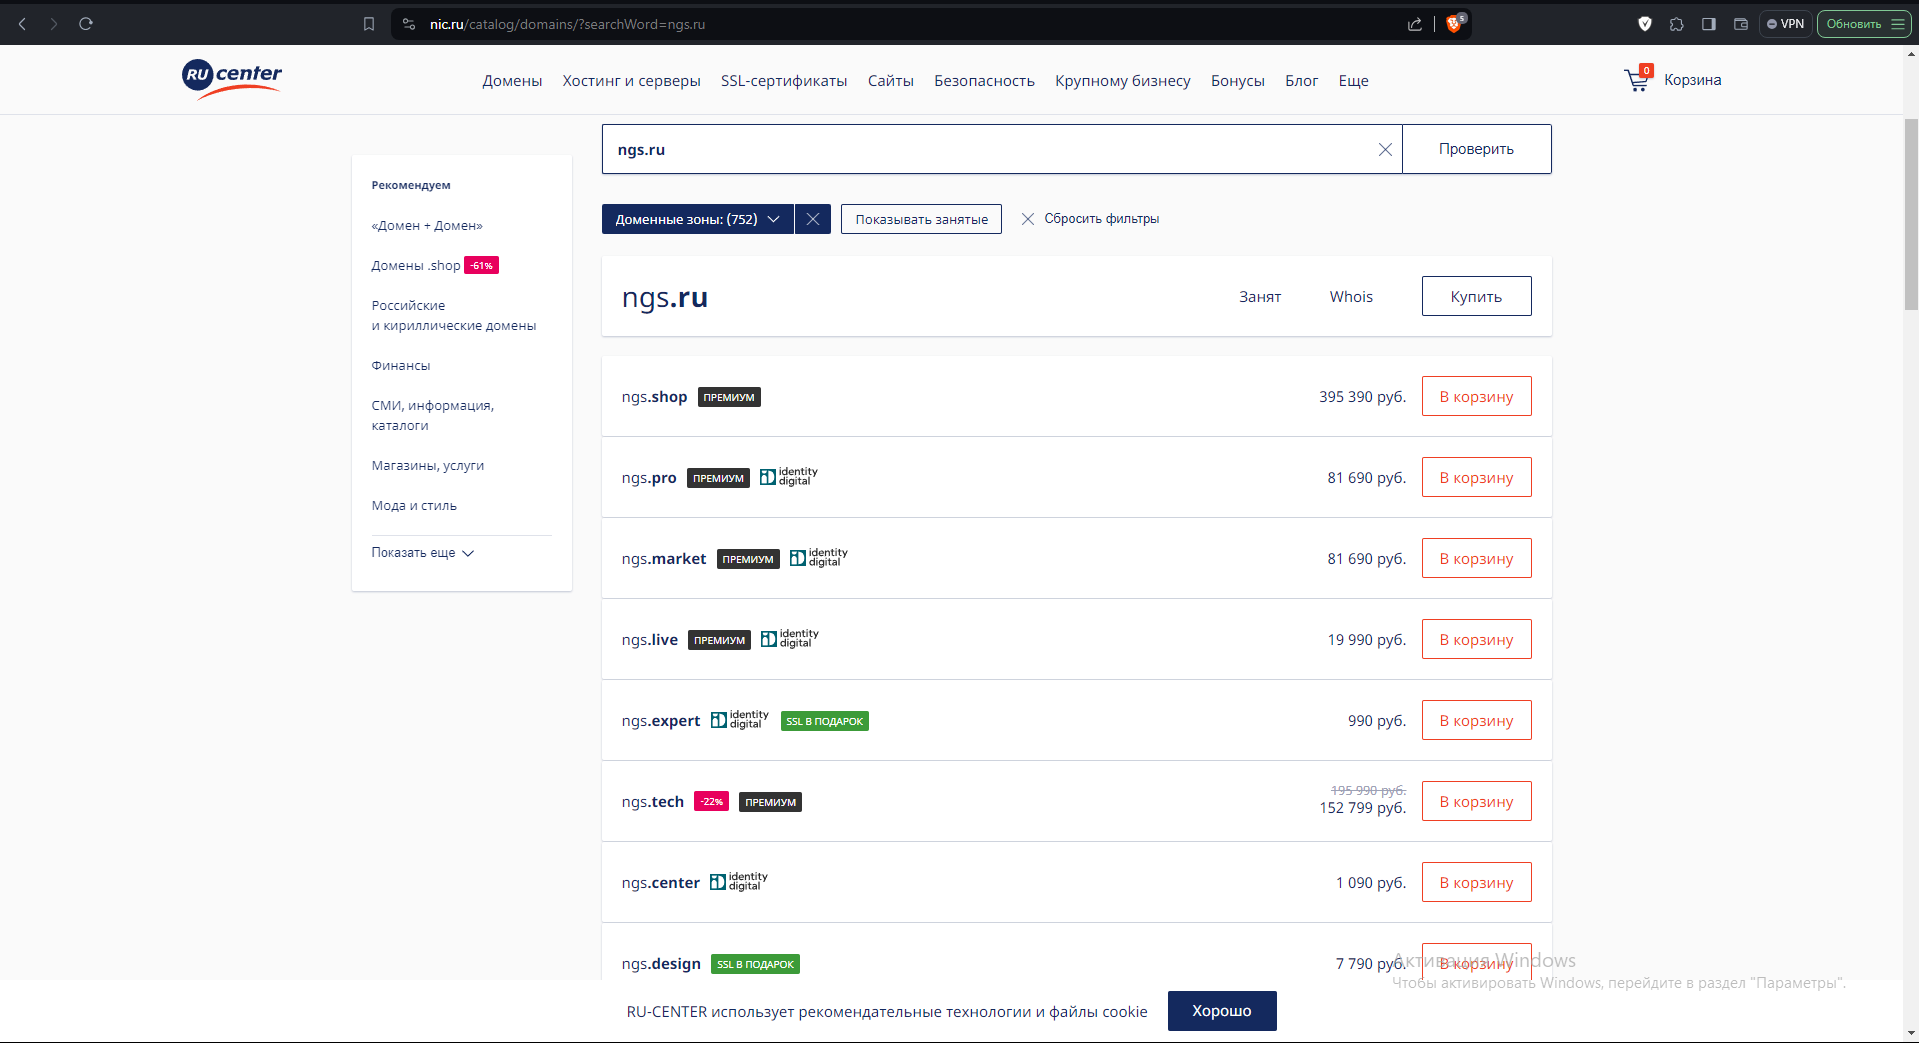 nic.ru/catalog/domains/?searchWord=ngs.ru
5
VPN
Обновить
RU center
Домены Хостинг и серверы SSL-сертификаты Сайты Безопасность Крупному бизнесу Бонусы Блог Еще
0
Корзина
ngs.ru
Проверить
Рекомендуем
«Домен + Домен»
Домены .shop -61%
Российские
и кириллические домены
Финансы
СМИ, информация,
каталоги
Магазины, услуги
Мода и стиль
Показать еще
Доменные зоны: (752)
Показывать занятые
Сбросить фильтры
ngs.ru Занят Whois Купить
ngs.shop ПРЕМИУМ 395 390 руб. В корзину
ngs.pro ПРЕМИУМ identity digital 81 690 руб. В корзину
ngs.market ПРЕМИУМ identity digital 81 690 руб. В корзину
ngs.live ПРЕМИУМ identity digital 19 990 руб. В корзину
ngs.expert identity digital SSL В ПОДАРОК 990 руб. В корзину
195 990 руб.
ngs.tech -22% ПРЕМИУМ 152 799 руб. В корзину
ngs.center identity digital 1 090 руб. В корзину
ngs.design SSL В ПОДАРОК 7 790 руб. В корзину
Активация Windows
Чтобы активировать Windows, перейдите в раздел "Параметры".
RU-CENTER использует рекомендательные технологии и файлы cookie
Хорошо